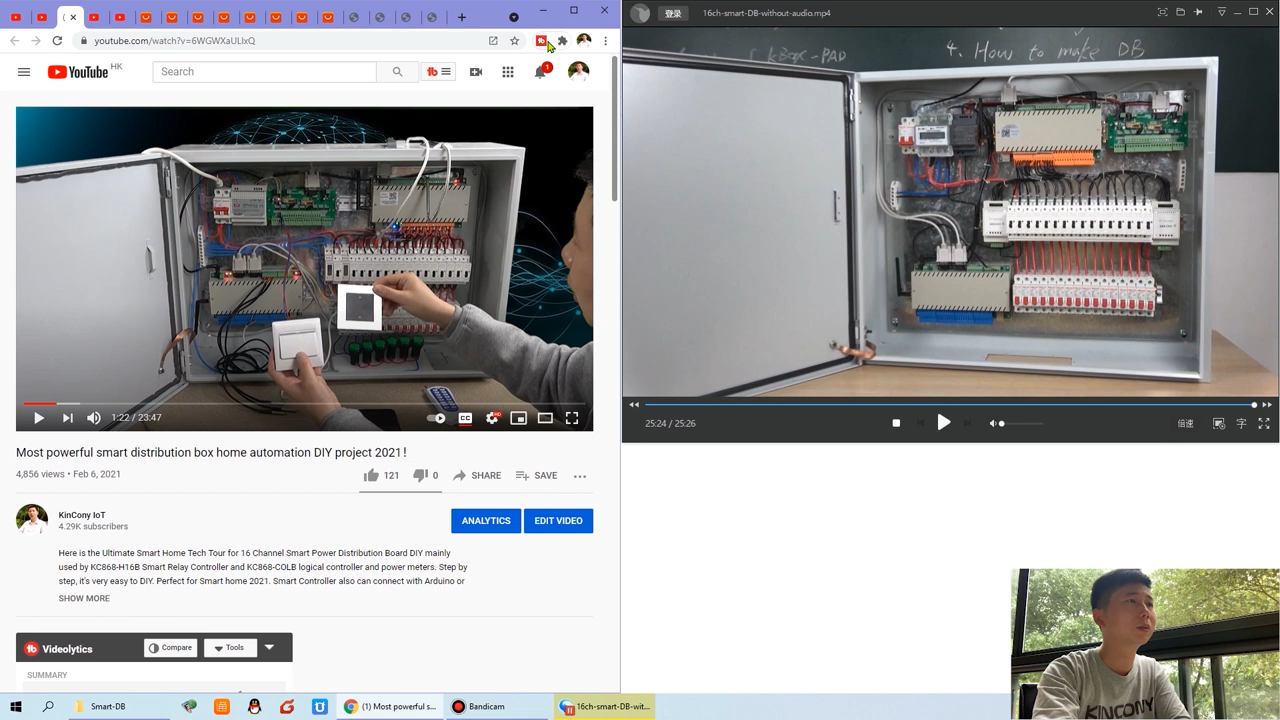 youtube.com/watch?v=6WGWXaULlxQ
YouTube HK
Search
1
1:22 / 23:47
Most powerful smart distribution box home automation DIY project 2021!
4,856 views • Feb 6, 2021
121
0
SHARE
SAVE
KinCony IoT
4.29K subscribers
ANALYTICS
EDIT VIDEO
Here is the Ultimate Smart Home Tech Tour for 16 Channel Smart Power Distribution Board DIY mainly
used by KC868-H16B Smart Relay Controller and KC868-COLB logical controller and power meters. Step by
step, it's very easy to DIY. Perfect for Smart home 2021. Smart Controller also can connect with Arduino or
SHOW MORE
Videolytics
Compare
Tools
SUMMARY
登录
16ch-smart-DB-without-audio.mp4
4. How to make DB
25:24 / 25:26
倍速
字
KINCONY
Smart-DB
(1) Most powerful s...
Bandicam
16ch-smart-DB-wit...